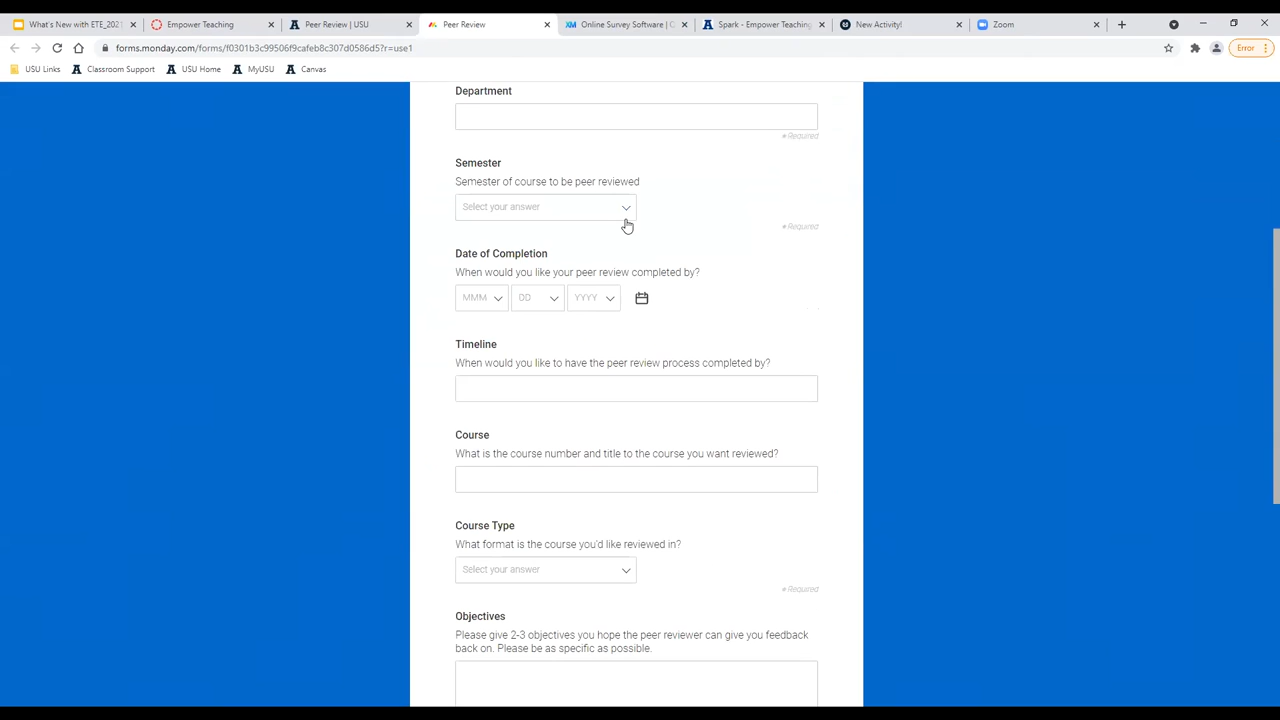 What's New with ETE_202
Empower Teaching
Peer Review | USU
Peer Review
Online Survey Software | Q
Spark - Empower Teaching
New Activity!
Zoom
forms.monday.com/forms/f0301b3c99506f9cafeb8c307d0586d5?r=use1
Error
USU Links
Classroom Support
USU Home
MyUSU
Canvas
Department
* Required
Semester
Semester of course to be peer reviewed
Select your answer
* Required
Date of Completion
When would you like your peer review completed by?
MMM DD YYYY
Timeline
When would you like to have the peer review process completed by?
Course
What is the course number and title to the course you want reviewed?
Course Type
What format is the course you'd like reviewed in?
Select your answer
* Required
Objectives
Please give 2-3 objectives you hope the peer reviewer can give you feedback
back on. Please be as specific as possible.